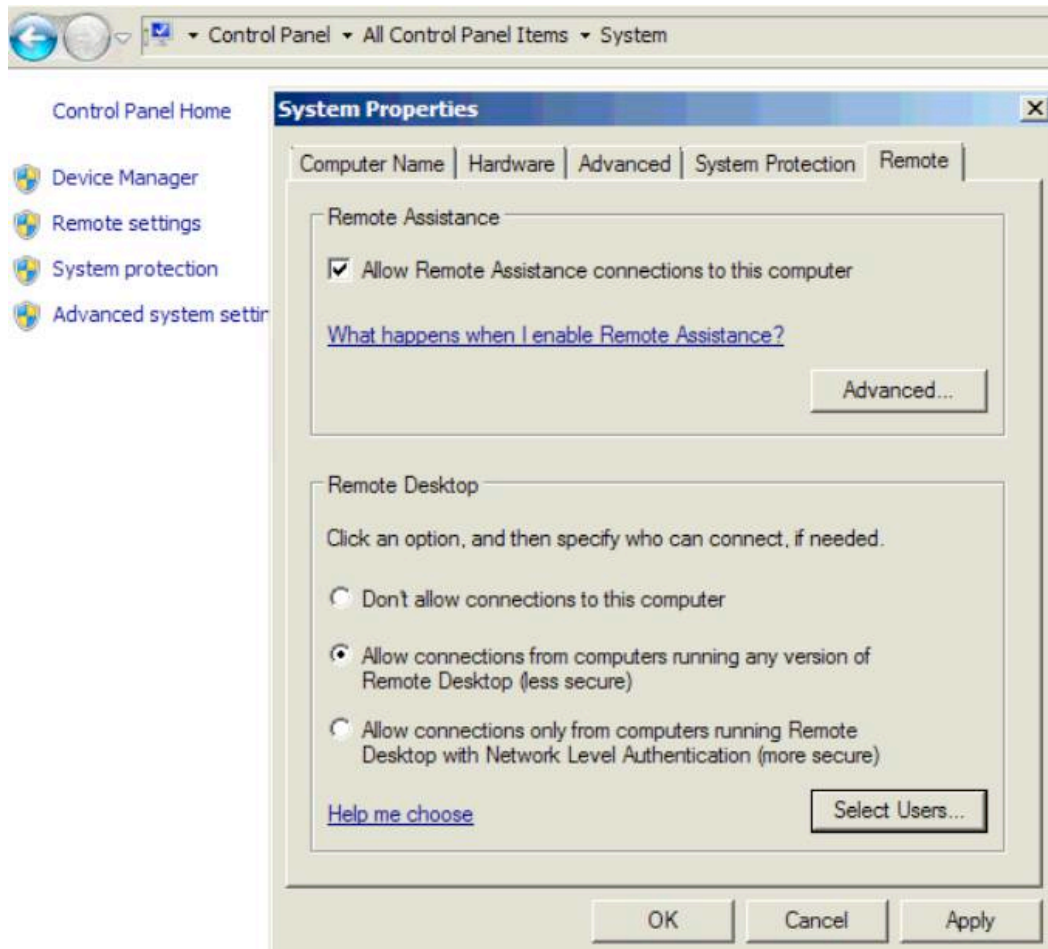 Control Panel All Control Panel Items System
Control Panel Home
Device Manager
Remote settings
System protection
Advanced system settin
System Properties
Computer Name Hardware Advanced System Protection Remote
Remote Assistance
Allow Remote Assistance connections to this computer
What happens when I enable Remote Assistance?
Advanced...
Remote Desktop
Click an option, and then specify who can connect, if needed.
Don't allow connections to this computer
Allow connections from computers running any version of
Remote Desktop (less secure)
Allow connections only from computers running Remote
Desktop with Network Level Authentication (more secure)
Help me choose
Select Users...
OK Cancel Apply